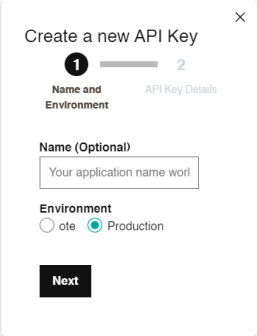 Create a new API Key
1
2
Name and
Environment
API Key Details
Name (Optional)
Your application name worl
Environment
ote
Production
Next